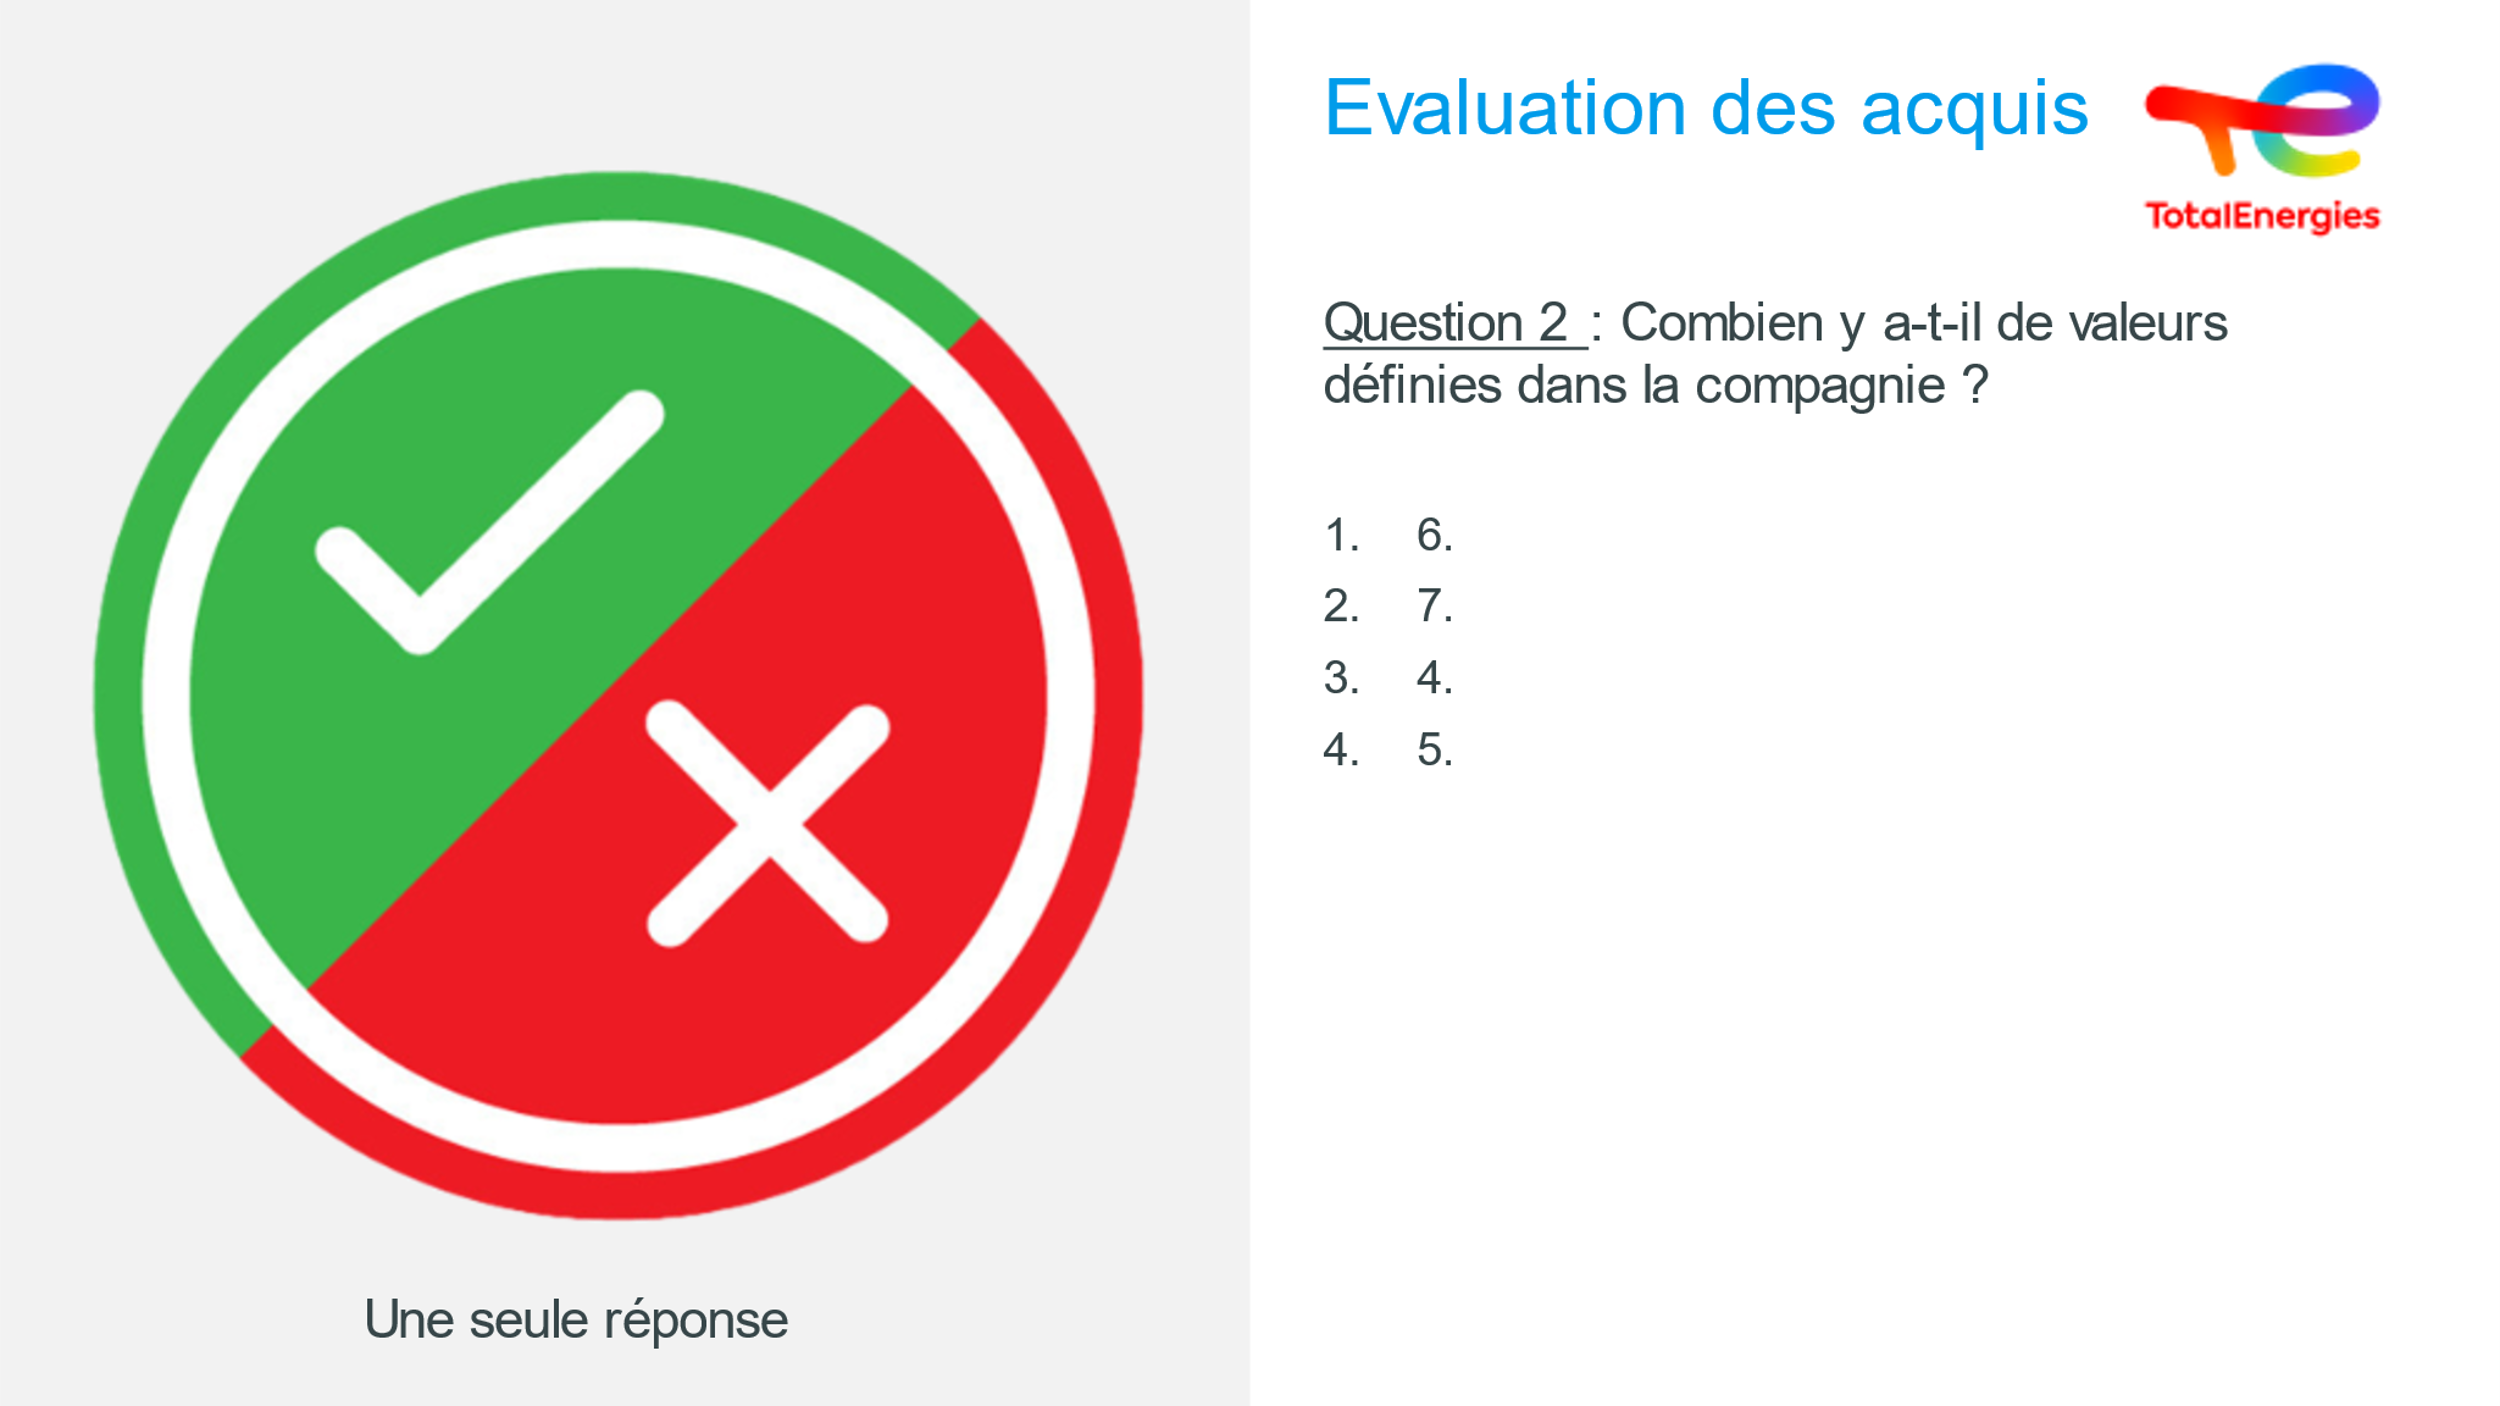 Evaluation des acquis
TotalEnergies
Question 2 : Combien y a-t-il de valeurs
définies dans la compagnie ?
1. 6.
2. 7.
3. 4.
4. 5.
Une seule réponse